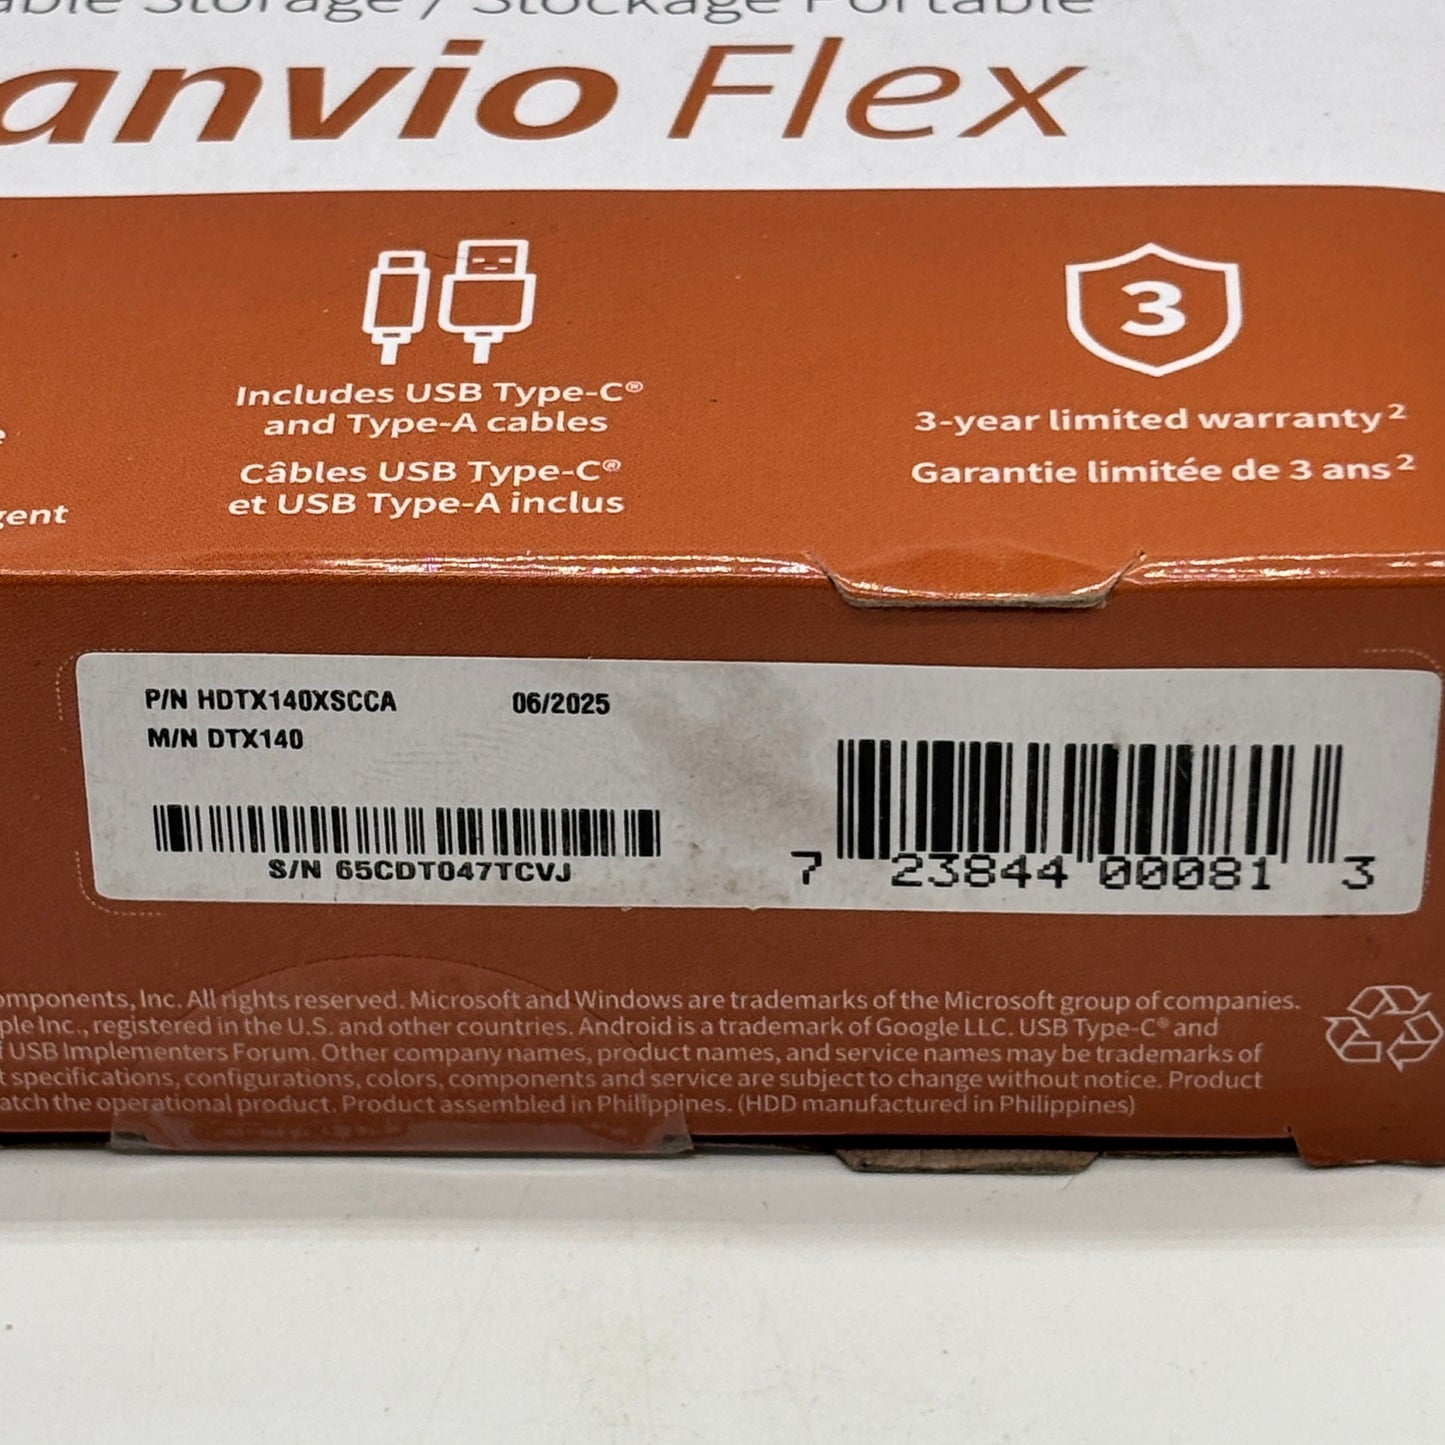 Storage / Stockage Portable
anvio Flex
3
Includes USB Type-C®
and Type-A cables
Câbles USB Type-C®
et USB Type-A inclus
3-year limited warranty²
Garantie limitée de 3 ans²
P/N HDTX140XSCCA 06/2025
M/N DTX140
S/N 65CDT047TCVJ
7 23844 00081 3
omponents, Inc. All rights reserved. Microsoft and Windows are trademarks of the Microsoft group of companies.
ple Inc., registered in the U.S. and other countries. Android is a trademark of Google LLC. USB Type-C® and
USB Implementers Forum. Other company names, product names, and service names may be trademarks of
t specifications, configurations, colors, components and service are subject to change without notice. Product
atch the operational product. Product assembled in Philippines. (HDD manufactured in Philippines)